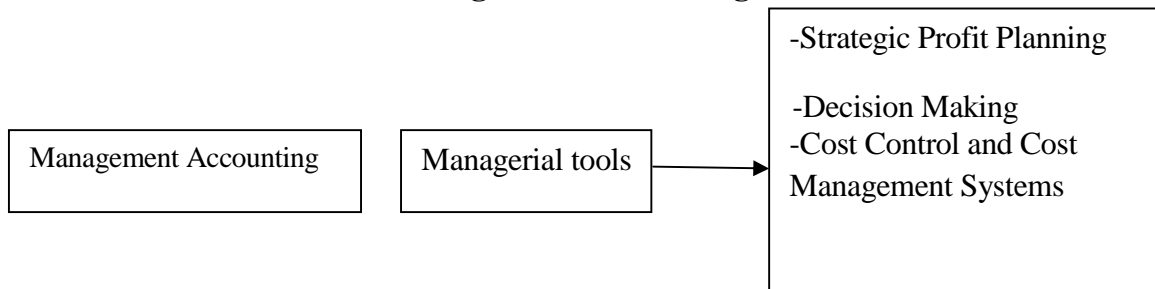 -Strategic Profit Planning
-Decision Making
Management Accounting
Managerial tools
-Cost Control and Cost
Management Systems